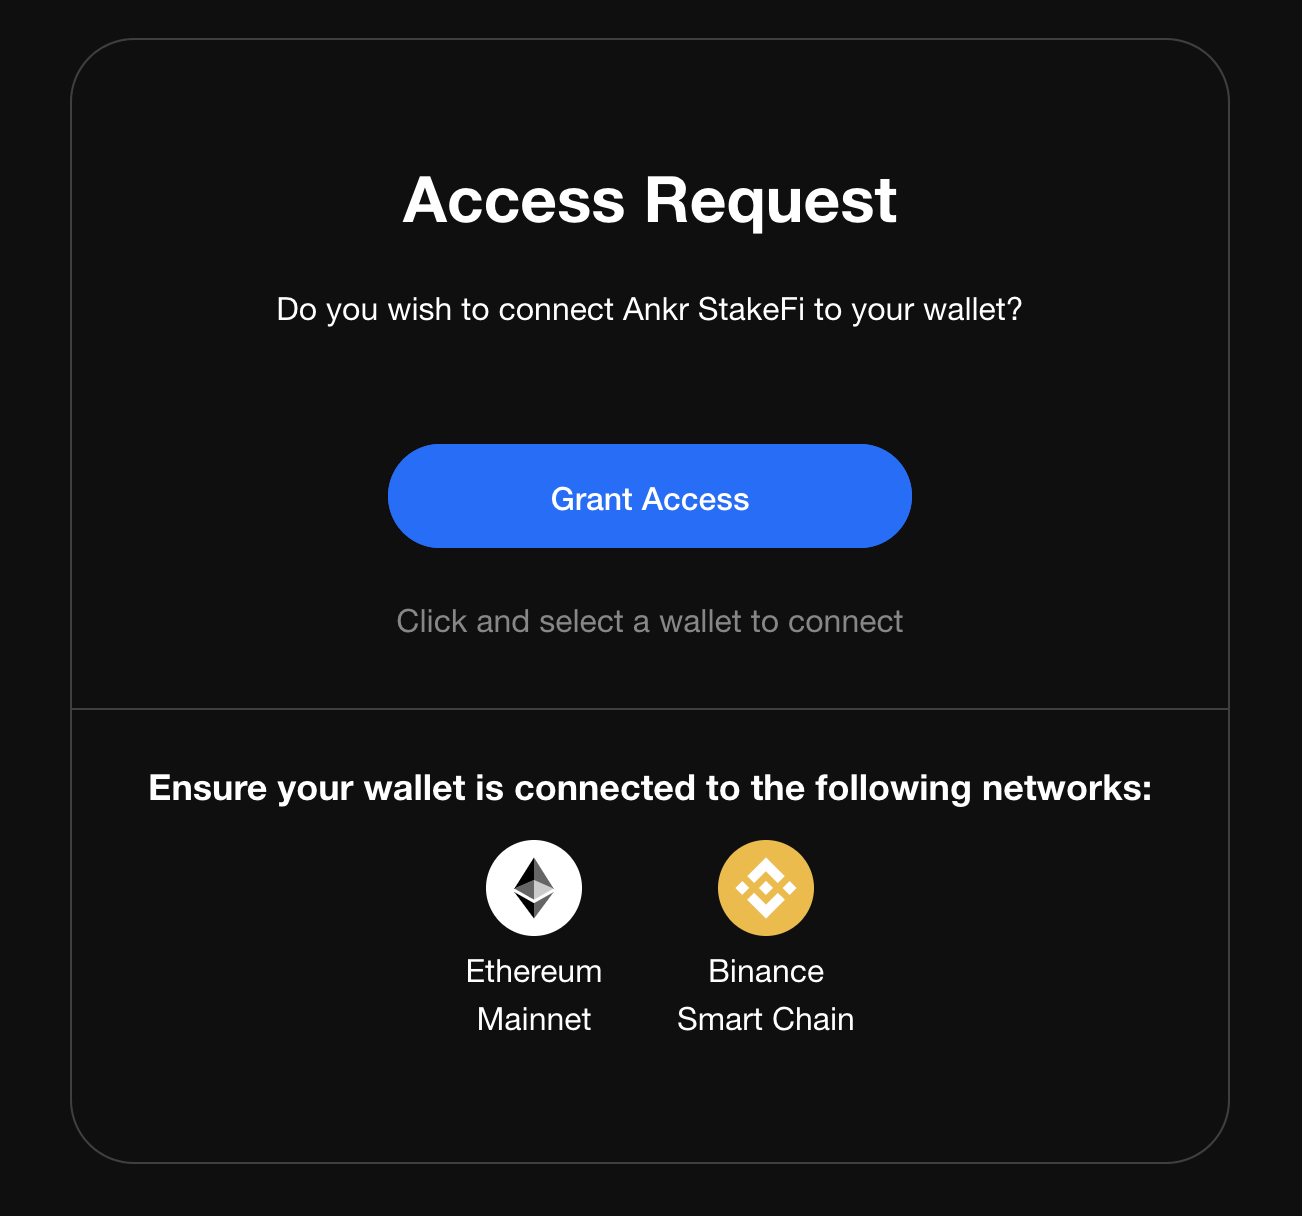 Access Request
Do you wish to connect Ankr StakeFi to your wallet?
Grant Access
Click and select a wallet to connect
Ensure your wallet is connected to the following networks:
Ethereum
Mainnet
Binance
Smart Chain